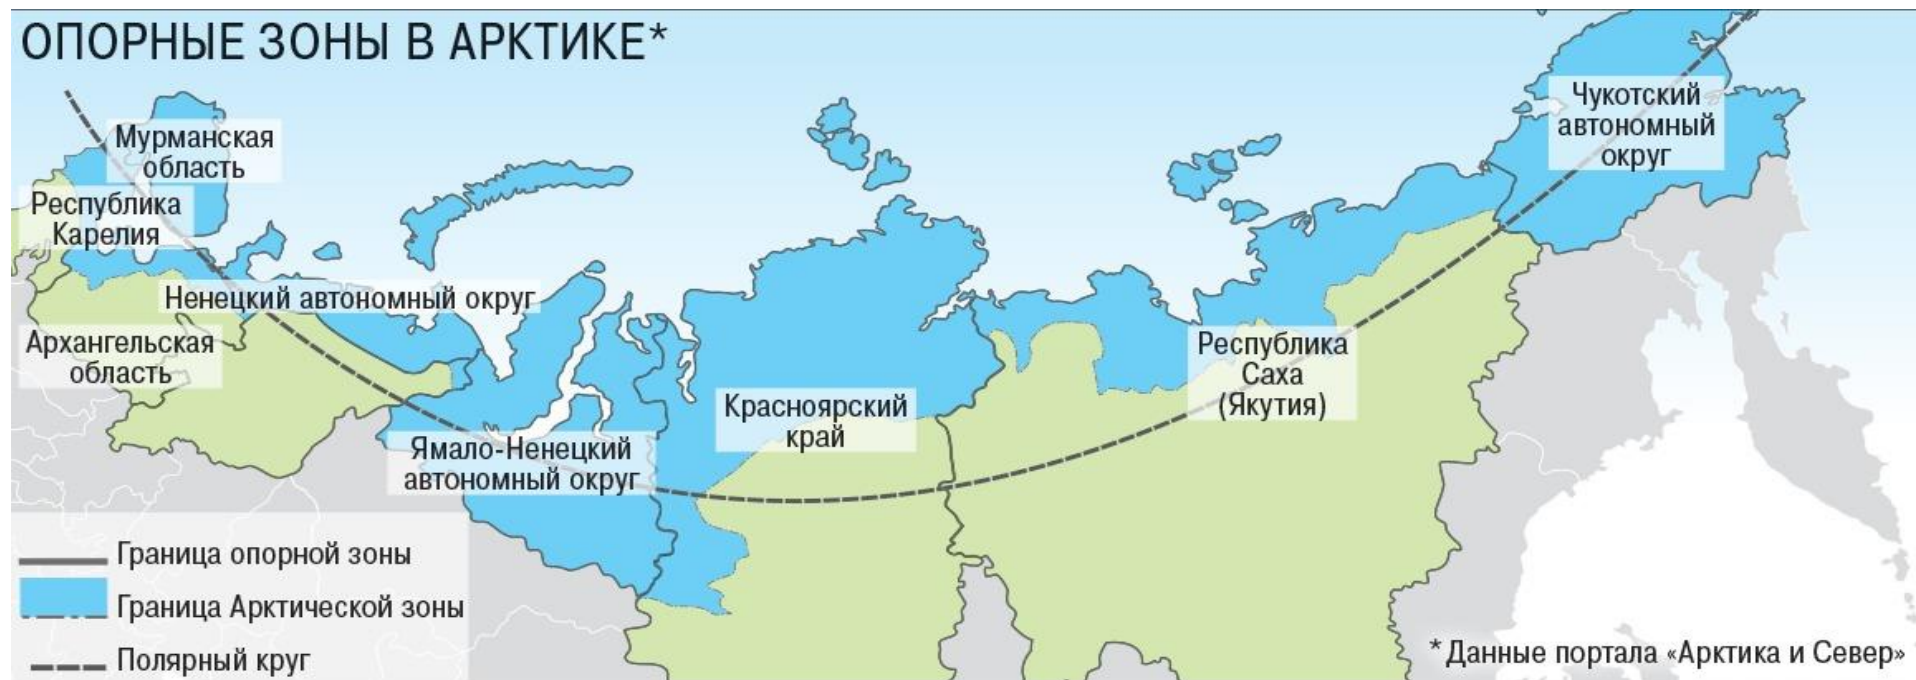 ОПОРНЫЕ ЗОНЫ В АРКТИКЕ*
Мурманская
область
Республика
Карелия
Ненецкий автономный округ
Архангельская
область
Ямало-Ненецкий
автономный округ
Красноярский
край
Республика
Саха
(Якутия)
Чукотский
автономный
округ
Граница опорной зоны
Граница Арктической зоны
Полярный круг
*Данные портала «Арктика и Север»